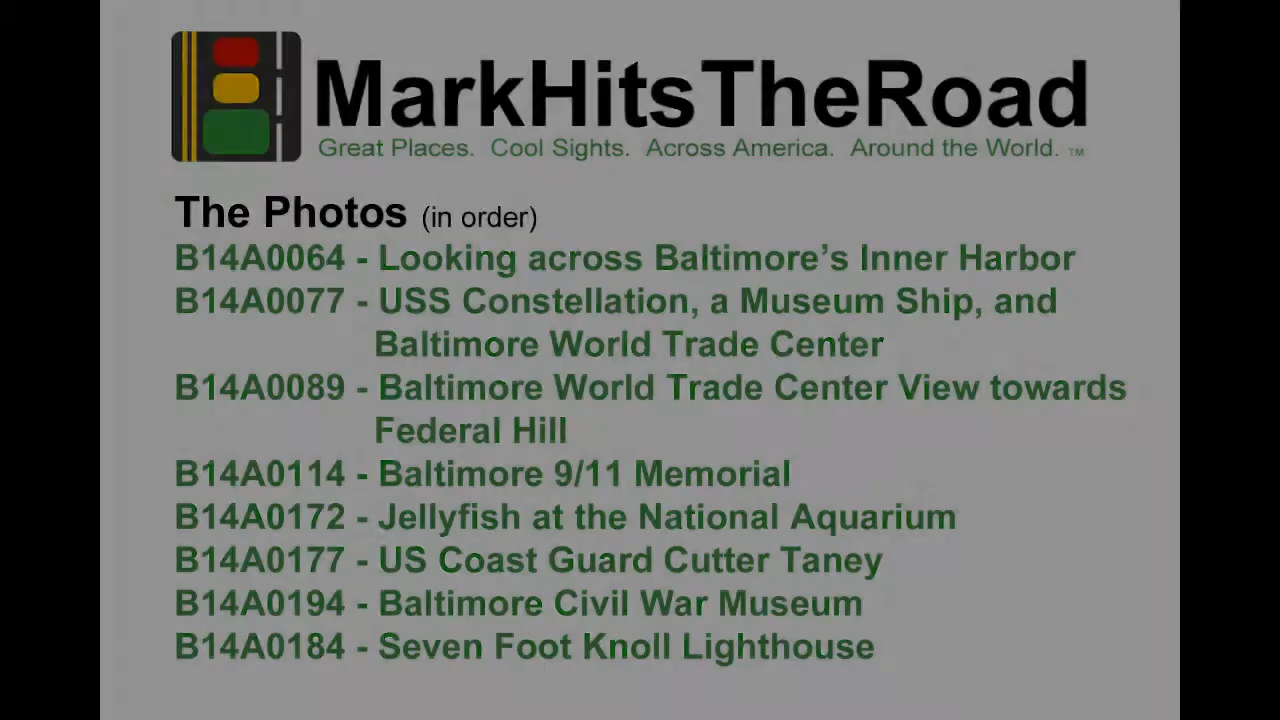 MarkHitsTheRoad
Great Places. Cool Sights. Across America. Around the World. ™
The Photos (in order)
B14A0064 - Looking across Baltimore’s Inner Harbor
B14A0077 - USS Constellation, a Museum Ship, and
Baltimore World Trade Center
B14A0089 - Baltimore World Trade Center View towards
Federal Hill
B14A0114 - Baltimore 9/11 Memorial
B14A0172 - Jellyfish at the National Aquarium
B14A0177 - US Coast Guard Cutter Taney
B14A0194 - Baltimore Civil War Museum
B14A0184 - Seven Foot Knoll Lighthouse